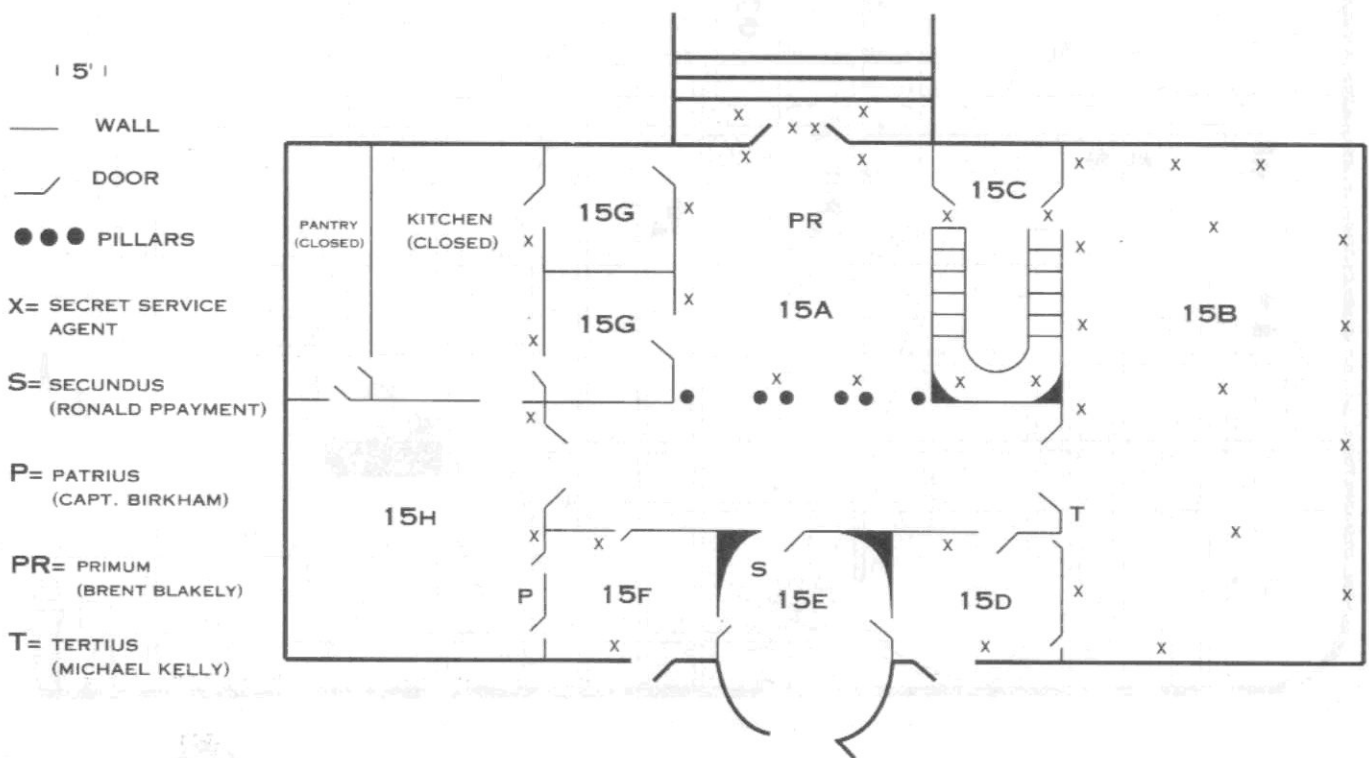 5'
WALL
DOOR
PILLARS
X= SECRET SERVICE
AGENT
S= SECUNDUS
(RONALD PPAYMENT)
P= PATRIUS
(CAPT. BIRKHAM)
PR= PRIMUM
(BRENT BLAKELY)
T= TERTIUS
(MICHAEL KELLY)
X X X X
X X
PANTRY
(CLOSED)
KITCHEN
(CLOSED)
15G
15G
PR
15A
15C
15B
15H
15F
15E
15D
S
P
T
X X X
X X X
X X X
X X X
X X X
X X X
X X X
X X X
X X X
X X X
X X X
X X